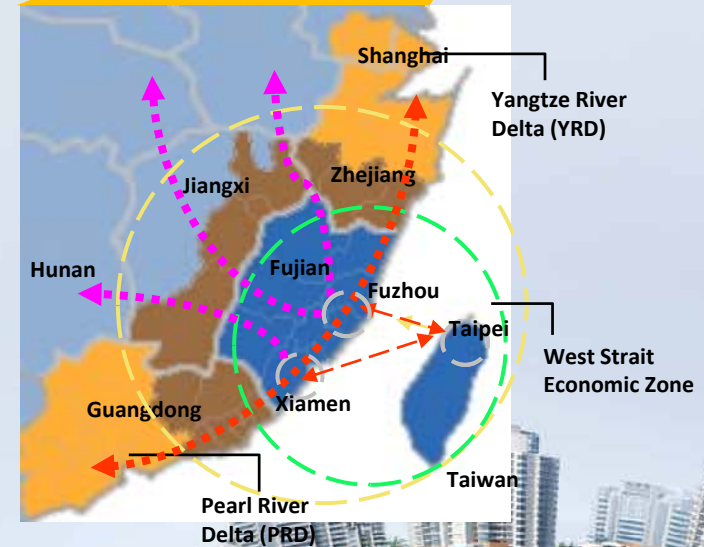 Shanghai
Yangtze River
Delta (YRD)
Zhejiang
Jiangxi
Hunan
Fujian
Fuzhou
Taipei
West Strait
Economic Zone
Guangdong
Xiamen
Taiwan
Pearl River
Delta (PRD)